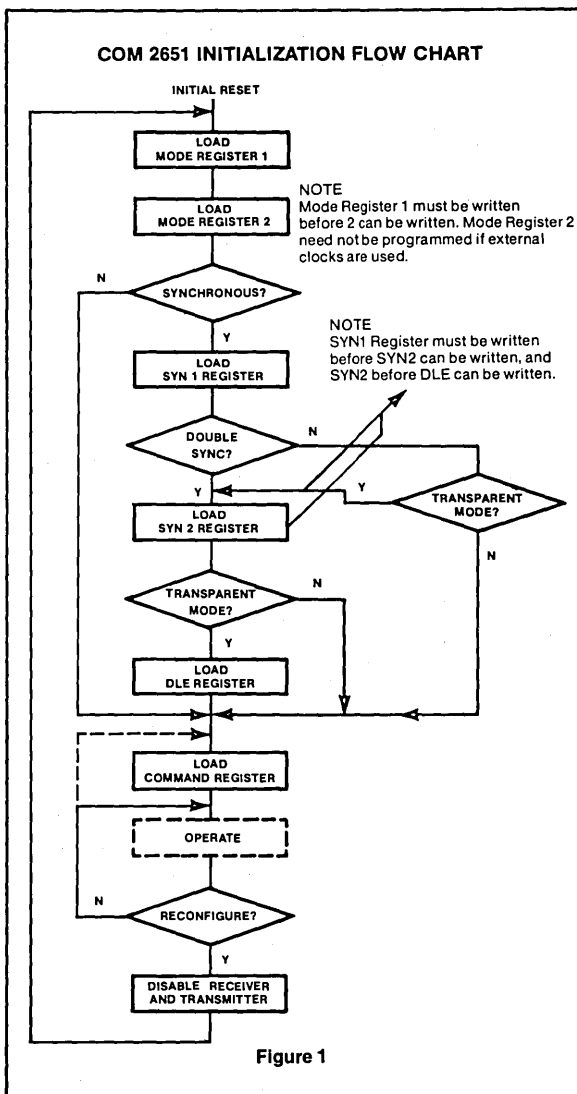 COM 2651 INITIALIZATION FLOW CHART
INITIAL RESET
LOAD
MODE REGISTER 1
LOAD
MODE REGISTER 2
NOTE
Mode Register 1 must be written
before 2 can be written. Mode Register 2
need not be programmed if external
clocks are used.
N
SYNCHRONOUS?
Y
NOTE
SYN1 Register must be written
before SYN2 can be written, and
SYN2 before DLE can be written.
LOAD
SYN 1 REGISTER
DOUBLE
SYNC?
N
Y
Y
TRANSPARENT
MODE?
LOAD
SYN 2 REGISTER
N
TRANSPARENT
MODE?
N
Y
LOAD
DLE REGISTER
LOAD
COMMAND REGISTER
OPERATE
N
RECONFIGURE?
Y
DISABLE RECEIVER
AND TRANSMITTER
Figure 1